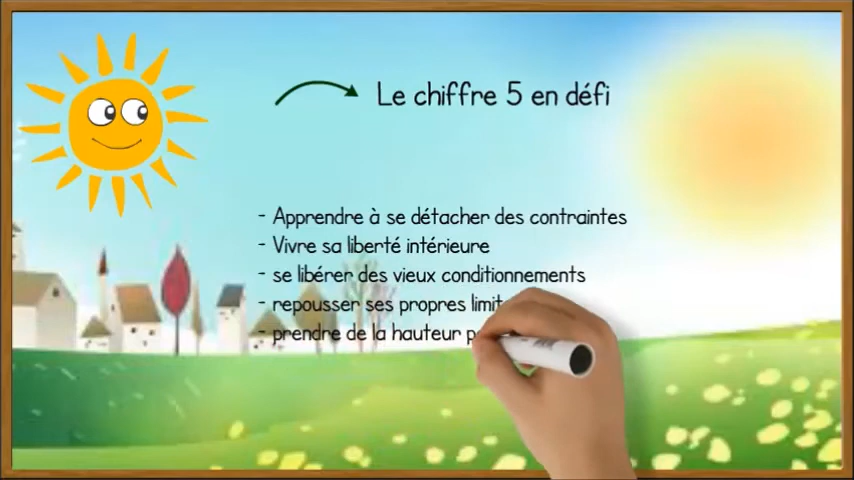 Le chiffre 5 en défi
- Apprendre à se détacher des contraintes
- Vivre sa liberté intérieure
- se libérer des vieux conditionnements
- repousser ses propres
- prendre de la hauteur